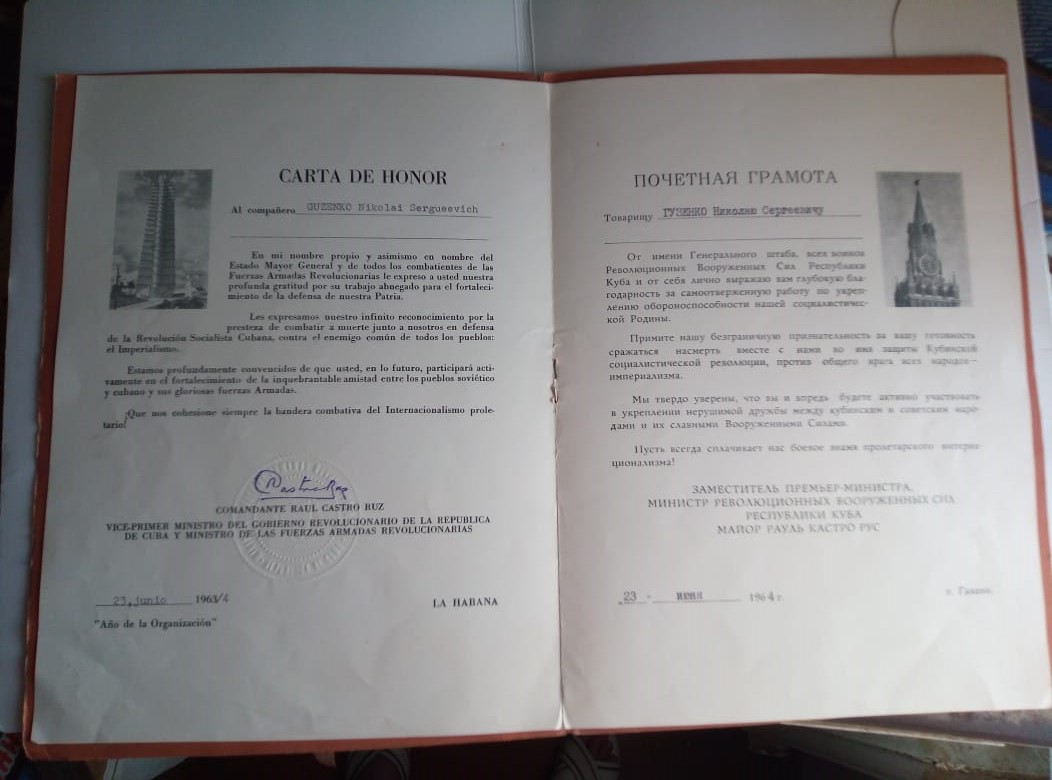 CARTA DE HONOR
Al compañero GUZENKO Nikolai Sergueevich
En mi nombre propio y asimismo en nombre del
Estado Mayor General y de todos los combatientes de las
Fuerzas Armadas Revolucionarias le expreso a usted nuestra
profunda gratitud por su trabajo abnegado para el fortaleci-
miento de la defensa de nuestra Patria.
Les expresamos nuestro infinito reconocimiento por la
presteza de combatir a muerte junto a nosotros en defensa
de la Revolución Socialista Cubana, contra el enemigo común de todos los pueblos:
el Imperialismo.
Estamos profundamente convencidos de que usted, en lo futuro, participará acti-
vamente en el fortalecimiento de la inquebrantable amistad entre los pueblos soviético
y cubano y sus gloriosas fuerzas Armadas.
¡Que nos cohesione siempre la bandera combativa del Internacionalismo prole-
tario!
COMANDANTE RAUL CASTRO RUZ
VICE-PRIMER MINISTRO DEL GOBIERNO REVOLUCIONARIO DE LA REPUBLICA
DE CUBA Y MINISTRO DE LAS FUERZAS ARMADAS REVOLUCIONARIAS
23, junio 1963/4
LA HABANA
"Año de la Organización"
ПОЧЕТНАЯ ГРАМОТА
Товарищу ГУЗЕНКО Николаю Сергеевичу
От имени Генерального штаба, всех воинов
Революционных Вооруженных Сил Республики
Куба и от себя лично выражаю вам глубокую бла-
годарность за самоотверженную работу по укреп-
лению обороноспособности нашей социалистичес-
кой Родины.
Примите нашу безграничную признательность за вашу готовность
сражаться насмерть вместе с нами во имя защиты Кубинской
социалистической революции, против общего врага всех народов—
империализма.
Мы твердо уверены, что вы и впредь будете активно участвовать
в укреплении нерушимой дружбы между кубинским и советским наро-
дами и их славными Вооруженными Силами.
Пусть всегда сплачивает нас боевое знамя пролетарского интерна-
ционализма!
ЗАМЕСТИТЕЛЬ ПРЕМЬЕР-МИНИСТРА,
МИНИСТР РЕВОЛЮЦИОННЫХ ВООРУЖЕННЫХ СИЛ
РЕСПУБЛИКИ КУБА
МАЙОР РАУЛЬ КАСТРО РУС
23 - июня 1964 г.
г. Гавана.